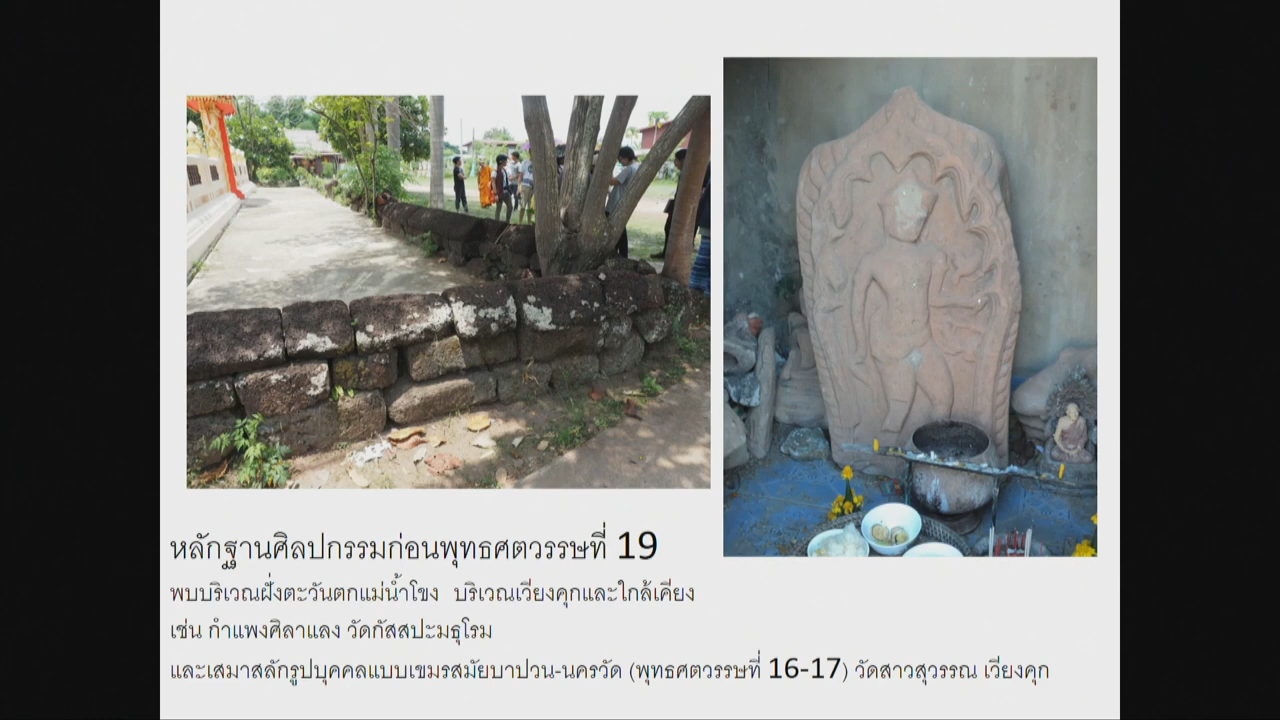 หลักฐานศิลปกรรมก่อนพุทธศตวรรษที่ 19
พบบริเวณฝั่งตะวันตกแม่น้ำโขง บริเวณเวียงคุกและใกล้เคียง
เช่น กำแพงศิลาแลง วัดกัสสปะมธุโรม
และเสมาสลักรูปบุคคลแบบเขมรสมัยบาปวน-นครวัด (พุทธศตวรรษที่ 16-17) วัดสาวสุวรรณ เวียงคุก